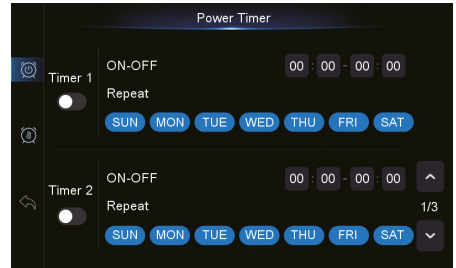 Power Timer
Timer 1
ON-OFF 00 : 00 - 00 : 00
Repeat
SUN MON TUE WED THU FRI SAT
Timer 2
ON-OFF 00 : 00 - 00 : 00
Repeat
1/3
SUN MON TUE WED THU FRI SAT